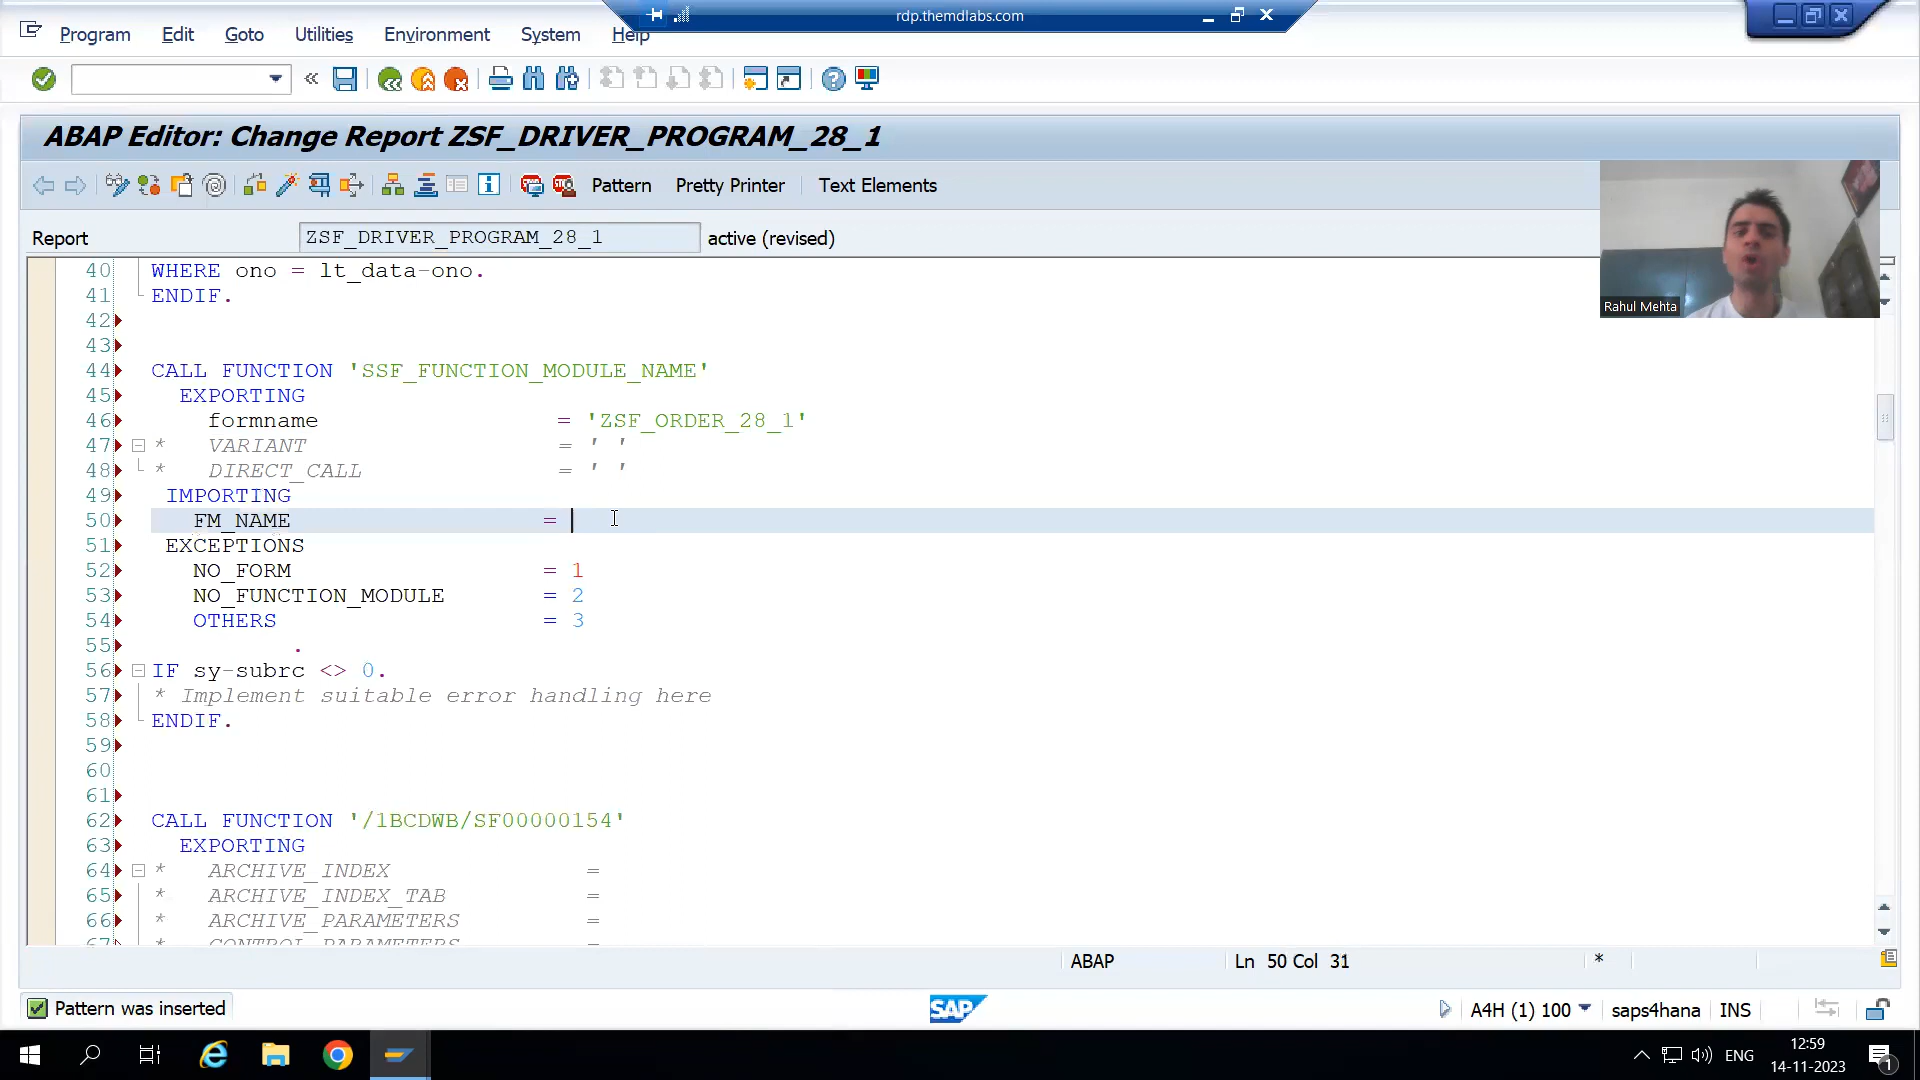 rdp.themdlabs.com
Program Edit Goto Utilities Environment System Help
ABAP Editor: Change Report ZSF_DRIVER_PROGRAM_28_1
Pattern Pretty Printer Text Elements
Report ZSF_DRIVER_PROGRAM_28_1 active (revised)
Rahul Mehta
40 WHERE ono = lt_data-ono.
41 ENDIF.
42
43
44 CALL FUNCTION 'SSF_FUNCTION_MODULE_NAME'
45 EXPORTING
46 formname = 'ZSF_ORDER_28_1'
47 * VARIANT = ' '
48 * DIRECT_CALL = ' '
49 IMPORTING
50 FM_NAME =
51 EXCEPTIONS
52 NO_FORM = 1
53 NO_FUNCTION_MODULE = 2
54 OTHERS = 3
55 .
56 IF sy-subrc <> 0.
57 * Implement suitable error handling here
58 ENDIF.
59
60
61
62 CALL FUNCTION '/1BCDWB/SF00000154'
63 EXPORTING
64 * ARCHIVE_INDEX =
65 * ARCHIVE_INDEX_TAB =
66 * ARCHIVE_PARAMETERS =
67 * CONTROL_PARAMETERS =
ABAP Ln 50 Col 31 *
Pattern was inserted
SAP
A4H (1) 100 saps4hana INS
ENG
12:59
14-11-2023
1